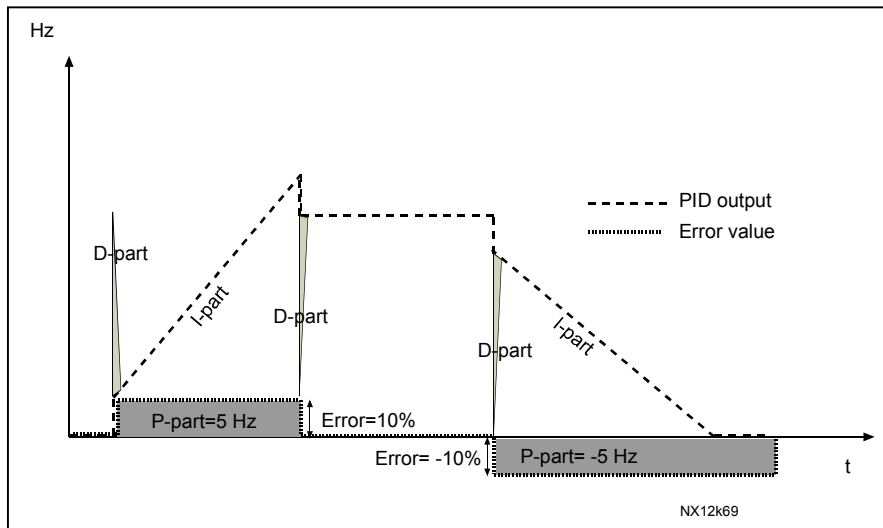 Hz
PID output
Error value
D-part
I-part
D-part
D-part
I-part
P-part=5 Hz
Error=10%
Error= -10%
P-part= -5 Hz
t
NX12k69